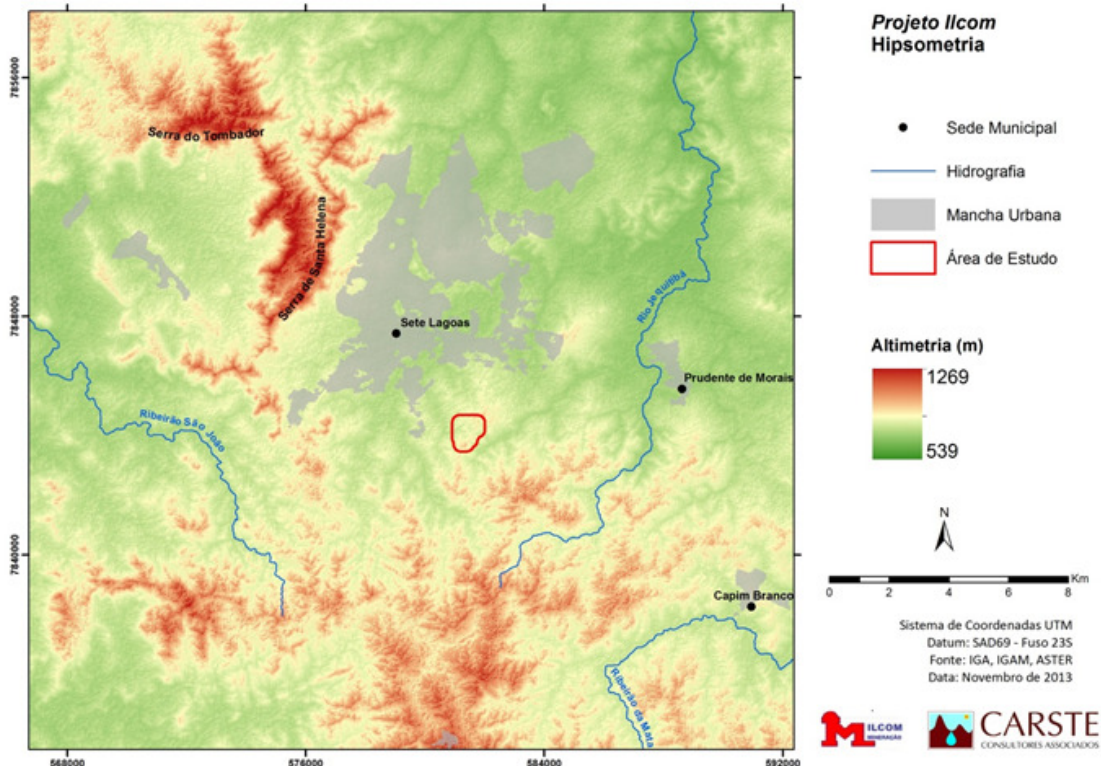 Projeto Ilcom
Hipsometria
Sede Municipal
Hidrografia
Mancha Urbana
Área de Estudo
Altimetria (m)
1269
539
N
Km
0 2 4 6 8
Sistema de Coordenadas UTM
Datum: SAD69 - Fuso 23S
Fonte: IGA, IGAM, ASTER
Data: Novembro de 2013
ILCOM
MINERAÇÃO
CARSTE
CONSULTORES ASSOCIADOS
7856000
7848000
7840000
568000 576000 584000 592000
Serra do Tombador
Serra de Santa Helena
Sete Lagoas
Rio Jequitibá
Prudente de Morais
Ribeirão São João
Capim Branco
Ribeirão da Mata